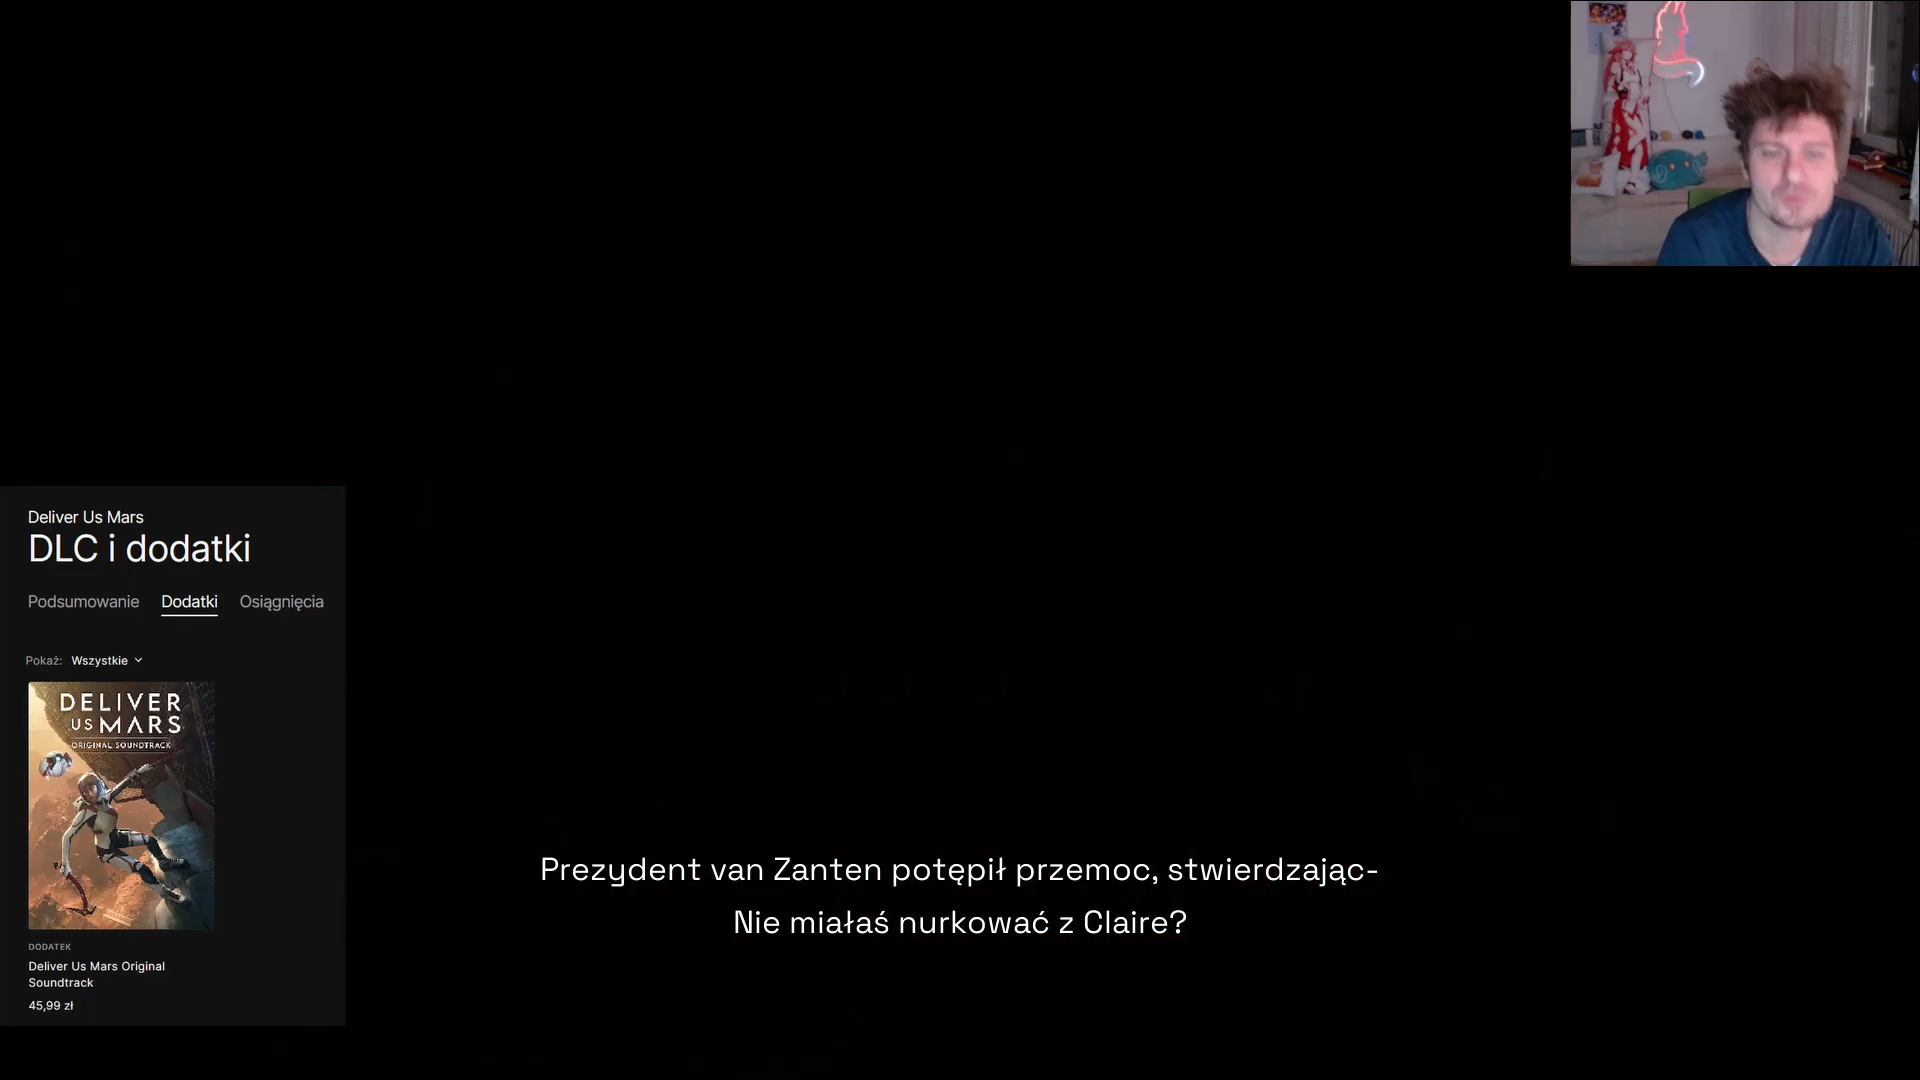 Deliver Us Mars
DLC i dodatki
Podsumowanie Dodatki Osiągnięcia
Pokaż: Wszystkie
DELIVER
US MARS
ORIGINAL SOUNDTRACK
DODATEK
Deliver Us Mars Original
Soundtrack
45,99 zł
Prezydent van Zanten potępił przemoc, stwierdzając-
Nie miałaś nurkować z Claire?